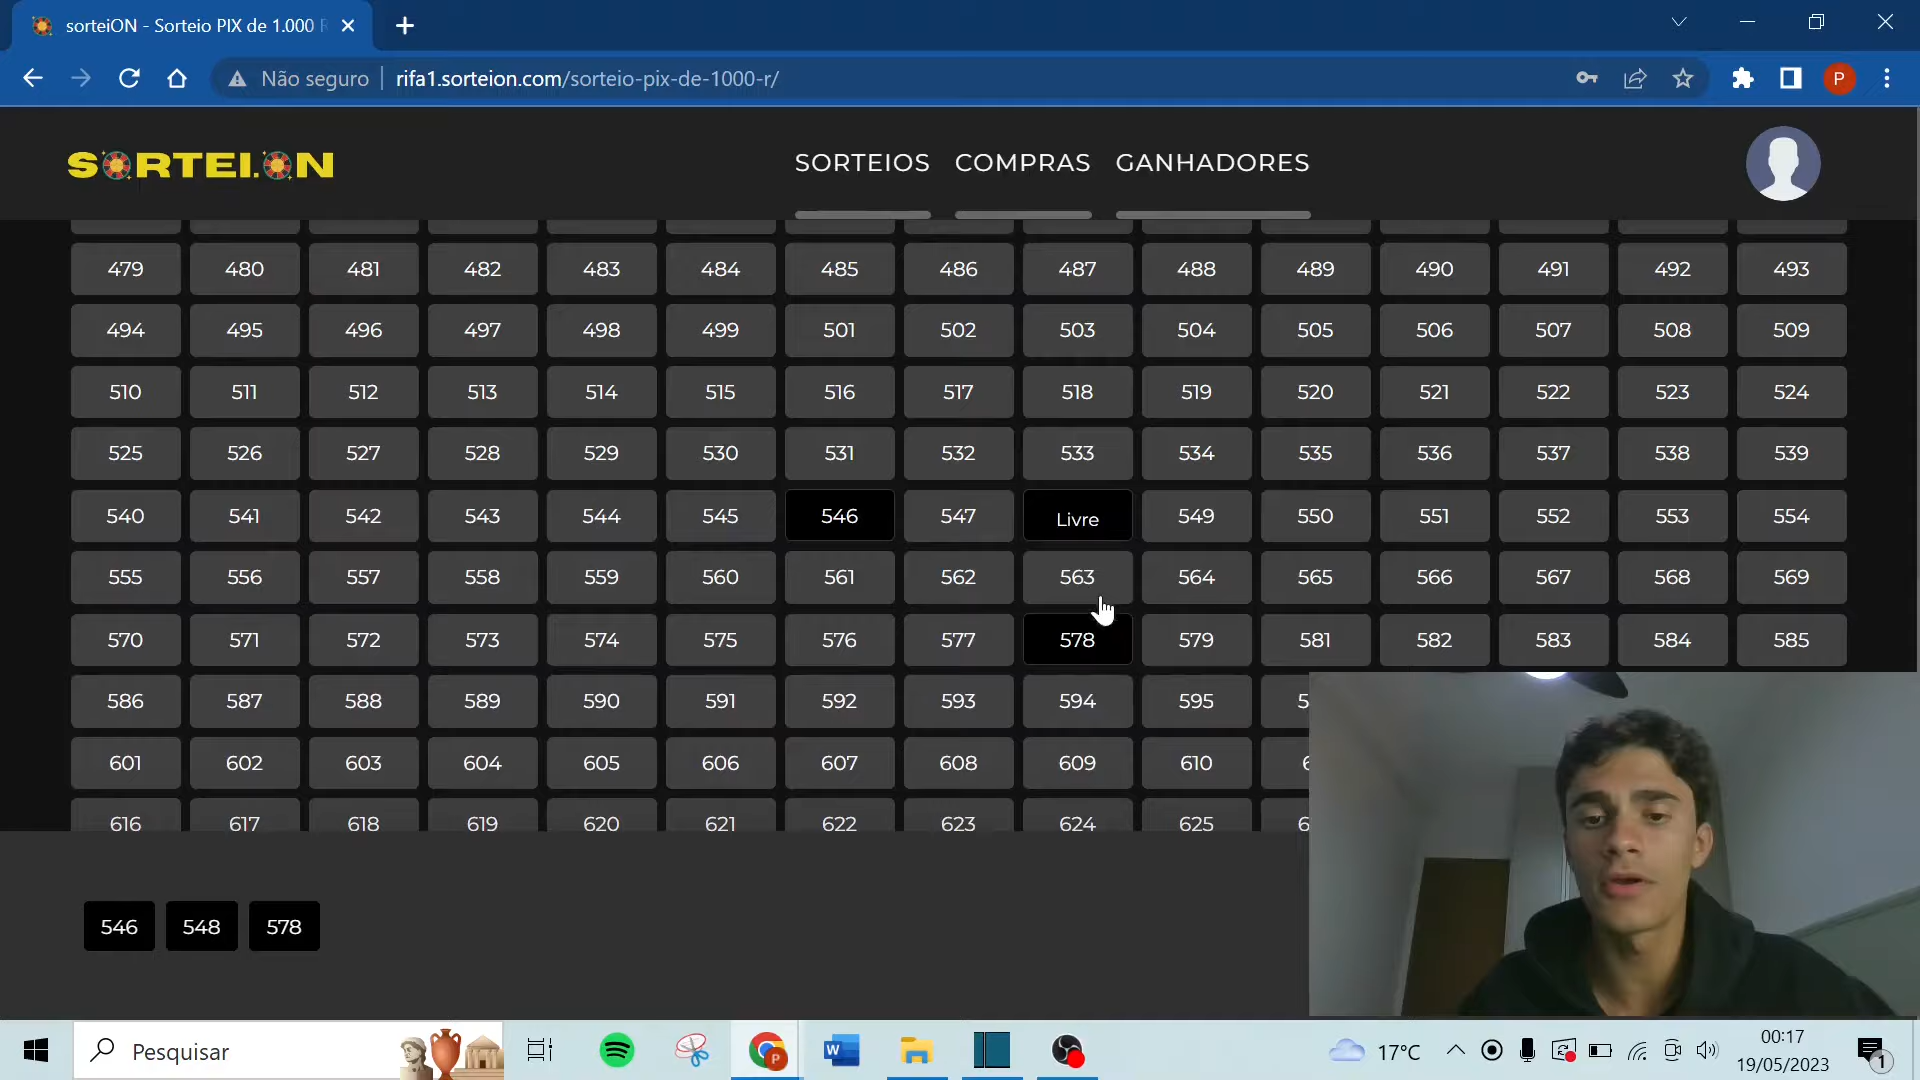 sorteiON - Sorteio PIX de 1.000 R
Não seguro
rifa1.sorteion.com/sorteio-pix-de-1000-r/
P
SORTEI.ON
SORTEIOS COMPRAS GANHADORES
479 480 481 482 483 484 485 486 487 488 489 490 491 492 493
494 495 496 497 498 499 501 502 503 504 505 506 507 508 509
510 511 512 513 514 515 516 517 518 519 520 521 522 523 524
525 526 527 528 529 530 531 532 533 534 535 536 537 538 539
540 541 542 543 544 545 546 547 Livre 549 550 551 552 553 554
555 556 557 558 559 560 561 562 563 564 565 566 567 568 569
570 571 572 573 574 575 576 577 578 579 581 582 583 584 585
586 587 588 589 590 591 592 593 594 595
601 602 603 604 605 606 607 608 609 610
616 617 618 619 620 621 622 623 624 625
546 548 578
Pesquisar
P
W
17°C
00:17
19/05/2023
1